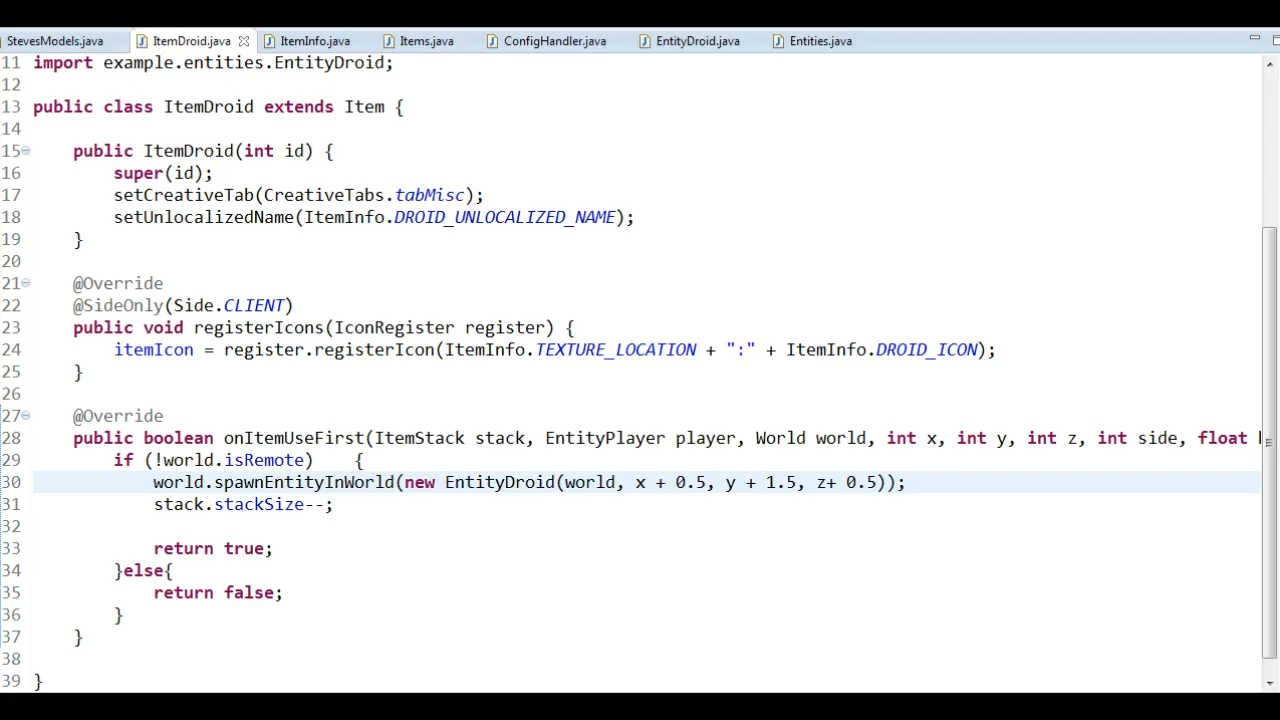 StevesModels.java ItemDroid.java ItemInfo.java Items.java ConfigHandler.java EntityDroid.java Entities.java
11 import example.entities.EntityDroid;
12
13 public class ItemDroid extends Item {
14
15 public ItemDroid(int id) {
16 super(id);
17 setCreativeTab(CreativeTabs.tabMisc);
18 setUnlocalizedName(ItemInfo.DROID_UNLOCALIZED_NAME);
19 }
20
21 @Override
22 @SideOnly(Side.CLIENT)
23 public void registerIcons(IconRegister register) {
24 itemIcon = register.registerIcon(ItemInfo.TEXTURE_LOCATION + ":" + ItemInfo.DROID_ICON);
25 }
26
27 @Override
28 public boolean onItemUseFirst(ItemStack stack, EntityPlayer player, World world, int x, int y, int z, int side, float
29 if (!world.isRemote) {
30 world.spawnEntityInWorld(new EntityDroid(world, x + 0.5, y + 1.5, z+ 0.5));
31 stack.stackSize--;
32
33 return true;
34 }else{
35 return false;
36 }
37 }
38
39 }